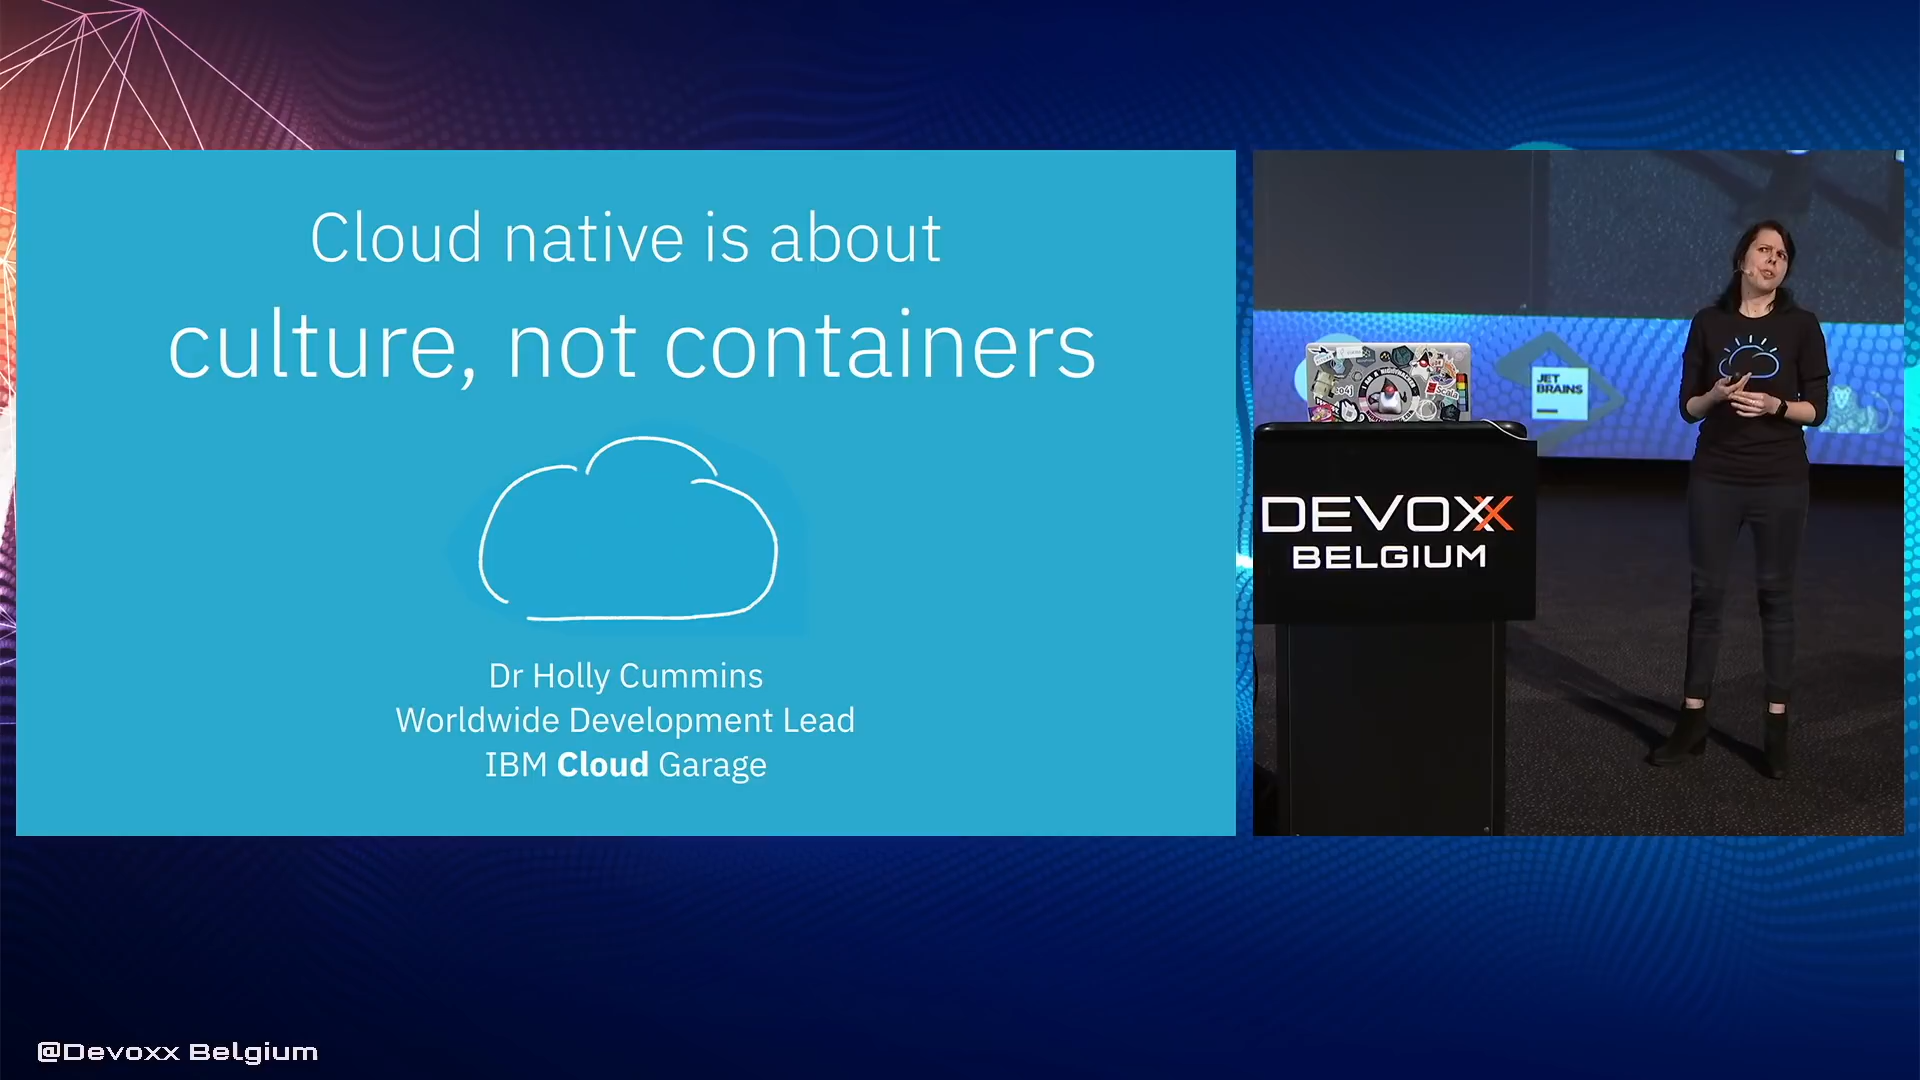 Cloud native is about
culture, not containers
Dr Holly Cummins
Worldwide Development Lead
IBM Cloud Garage
JET
BRAINS
Scala
DEVOXX
BELGIUM
@Devoxx Belgium